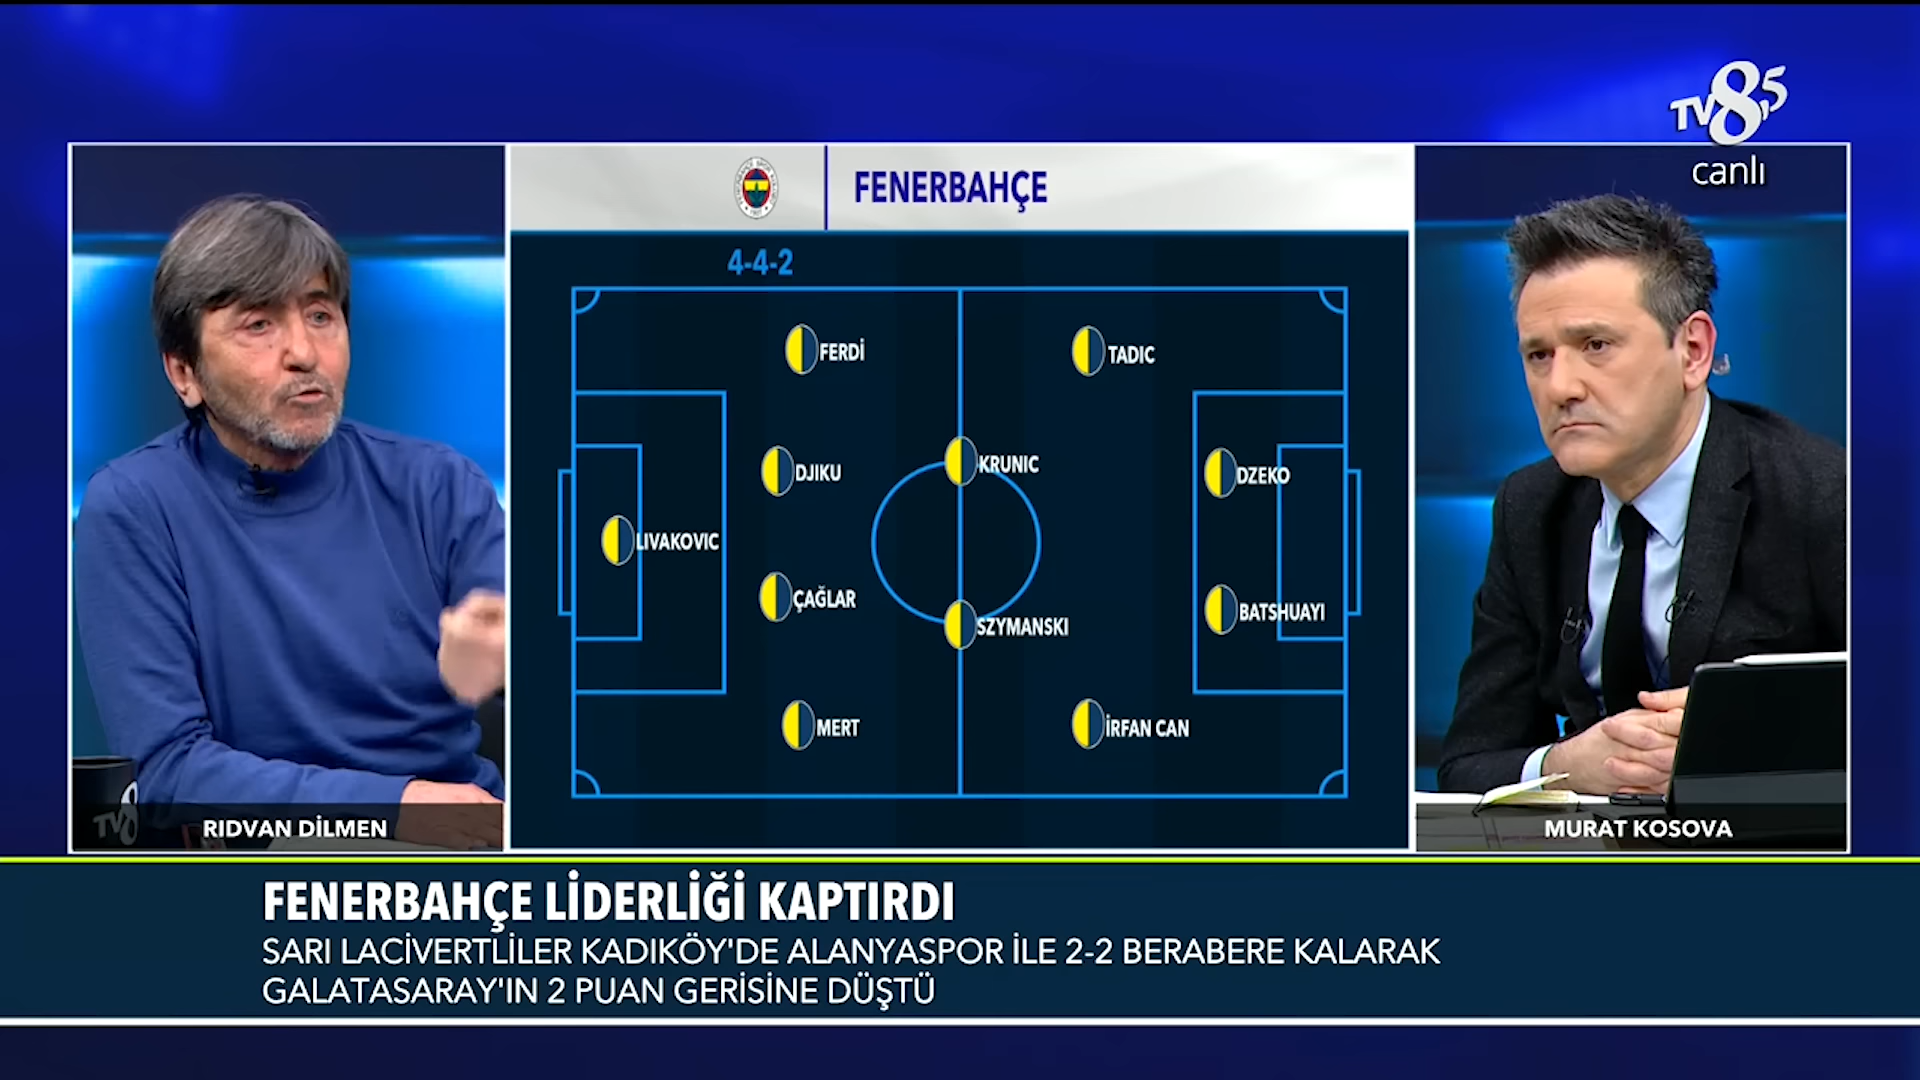 TV8,5
canlı
FENERBAHÇE
4-4-2
FERDİ
TADIC
DJIKU
KRUNIC
DZEKO
LIVAKOVIC
ÇAĞLAR
SZYMANSKI
BATSHUAYI
MERT
İRFAN CAN
TV8
RIDVAN DİLMEN
MURAT KOSOVA
FENERBAHÇE LİDERLİĞİ KAPTIRDI
SARI LACİVERTLİLER KADIKÖY'DE ALANYASPOR İLE 2-2 BERABERE KALARAK
GALATASARAY'IN 2 PUAN GERİSİNE DÜŞTÜ